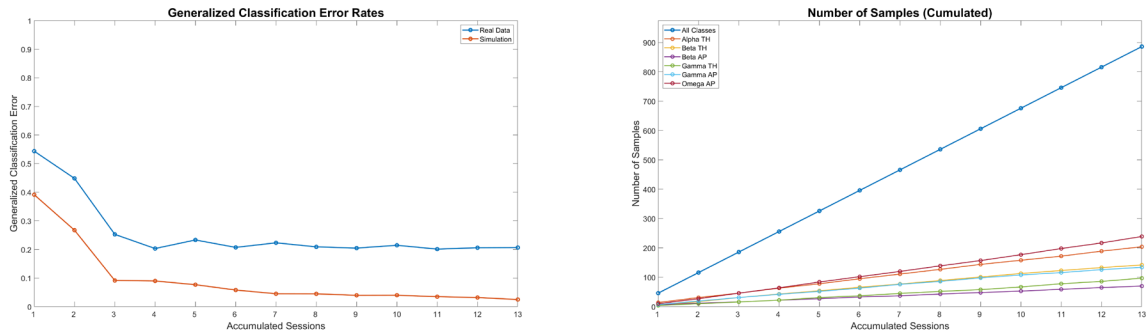 Generalized Classification Error Rates
Generalized Classification Error
1
0.9
0.8
0.7
0.6
0.5
0.4
0.3
0.2
0.1
0
Real Data
Simulation
1 2 3 4 5 6 7 8 9 10 11 12 13
Accumulated Sessions
Number of Samples (Cumulated)
Number of Samples
900
800
700
600
500
400
300
200
100
0
All Classes
Alpha TH
Beta TH
Beta AP
Gamma TH
Gamma AP
Omega AP
1 2 3 4 5 6 7 8 9 10 11 12 13
Accumulated Sessions